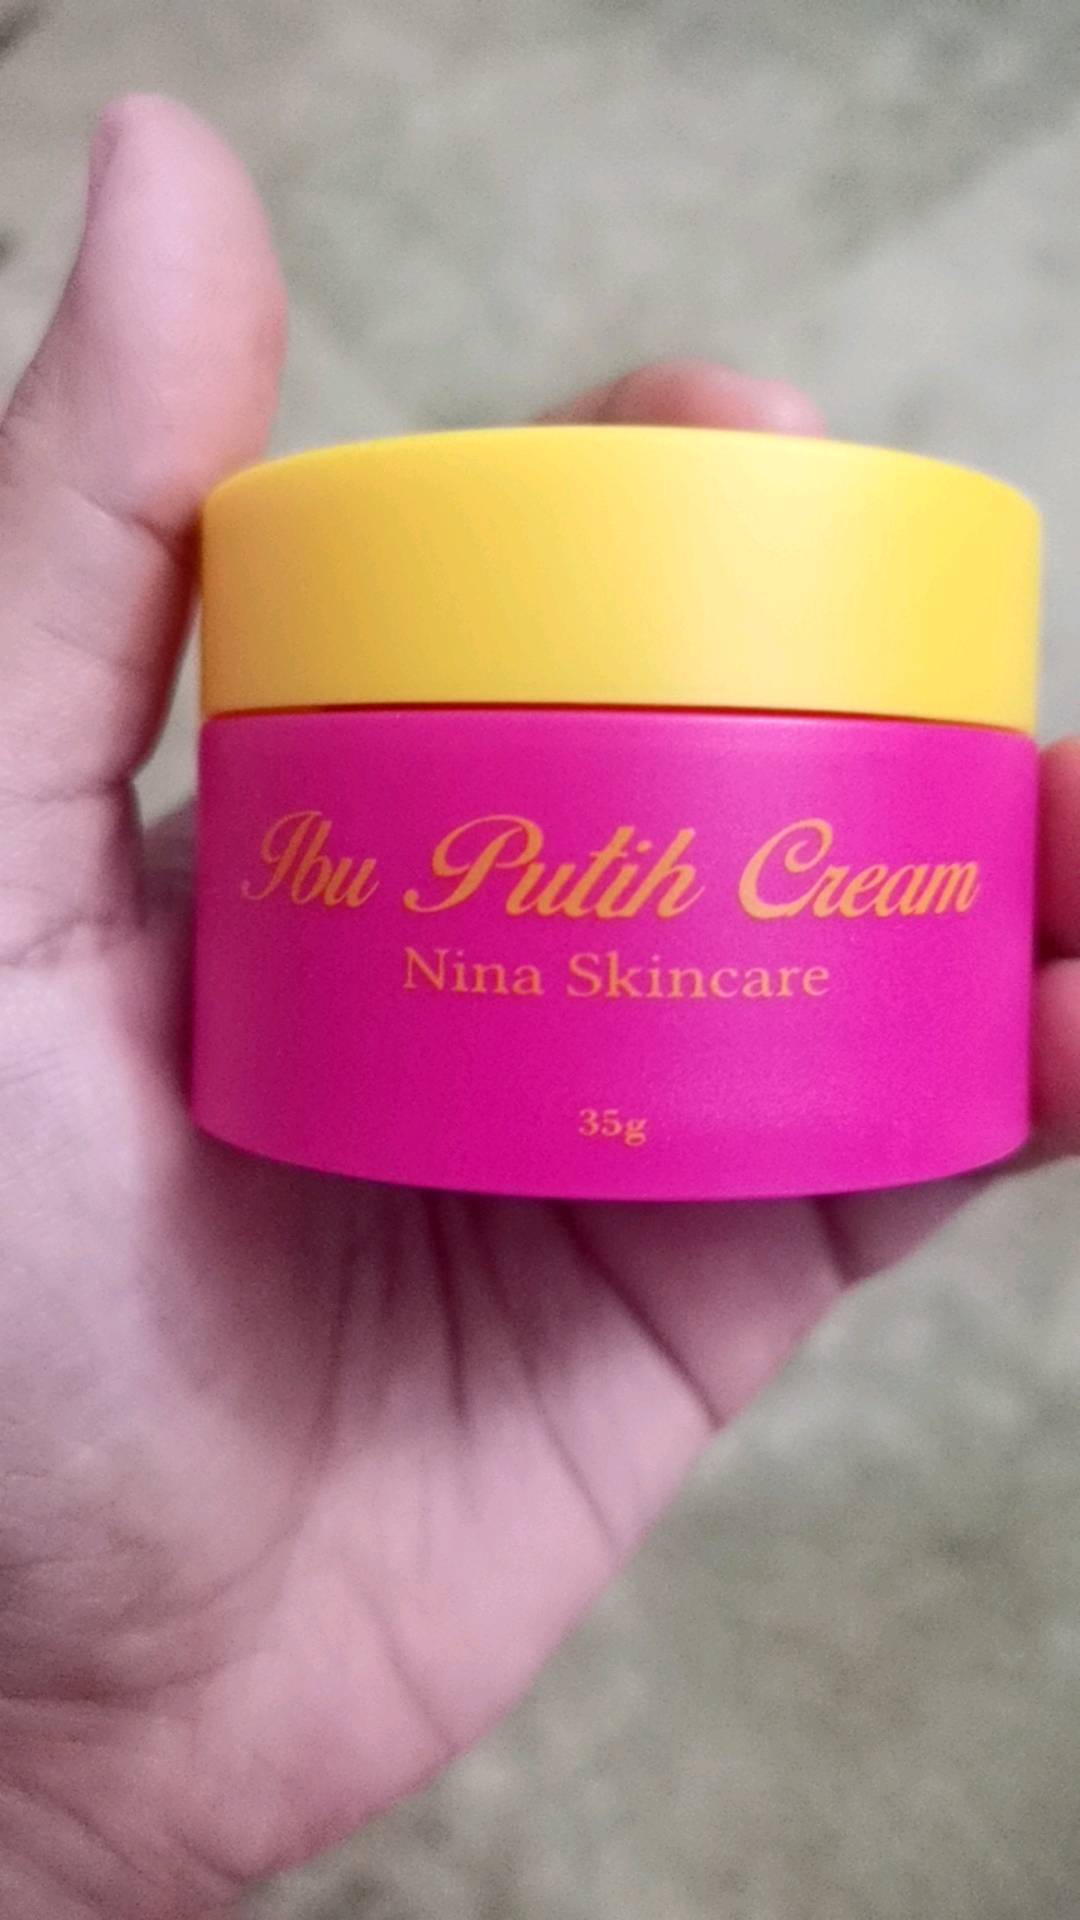 Ibu Putih Cream
Nina Skincare
35g